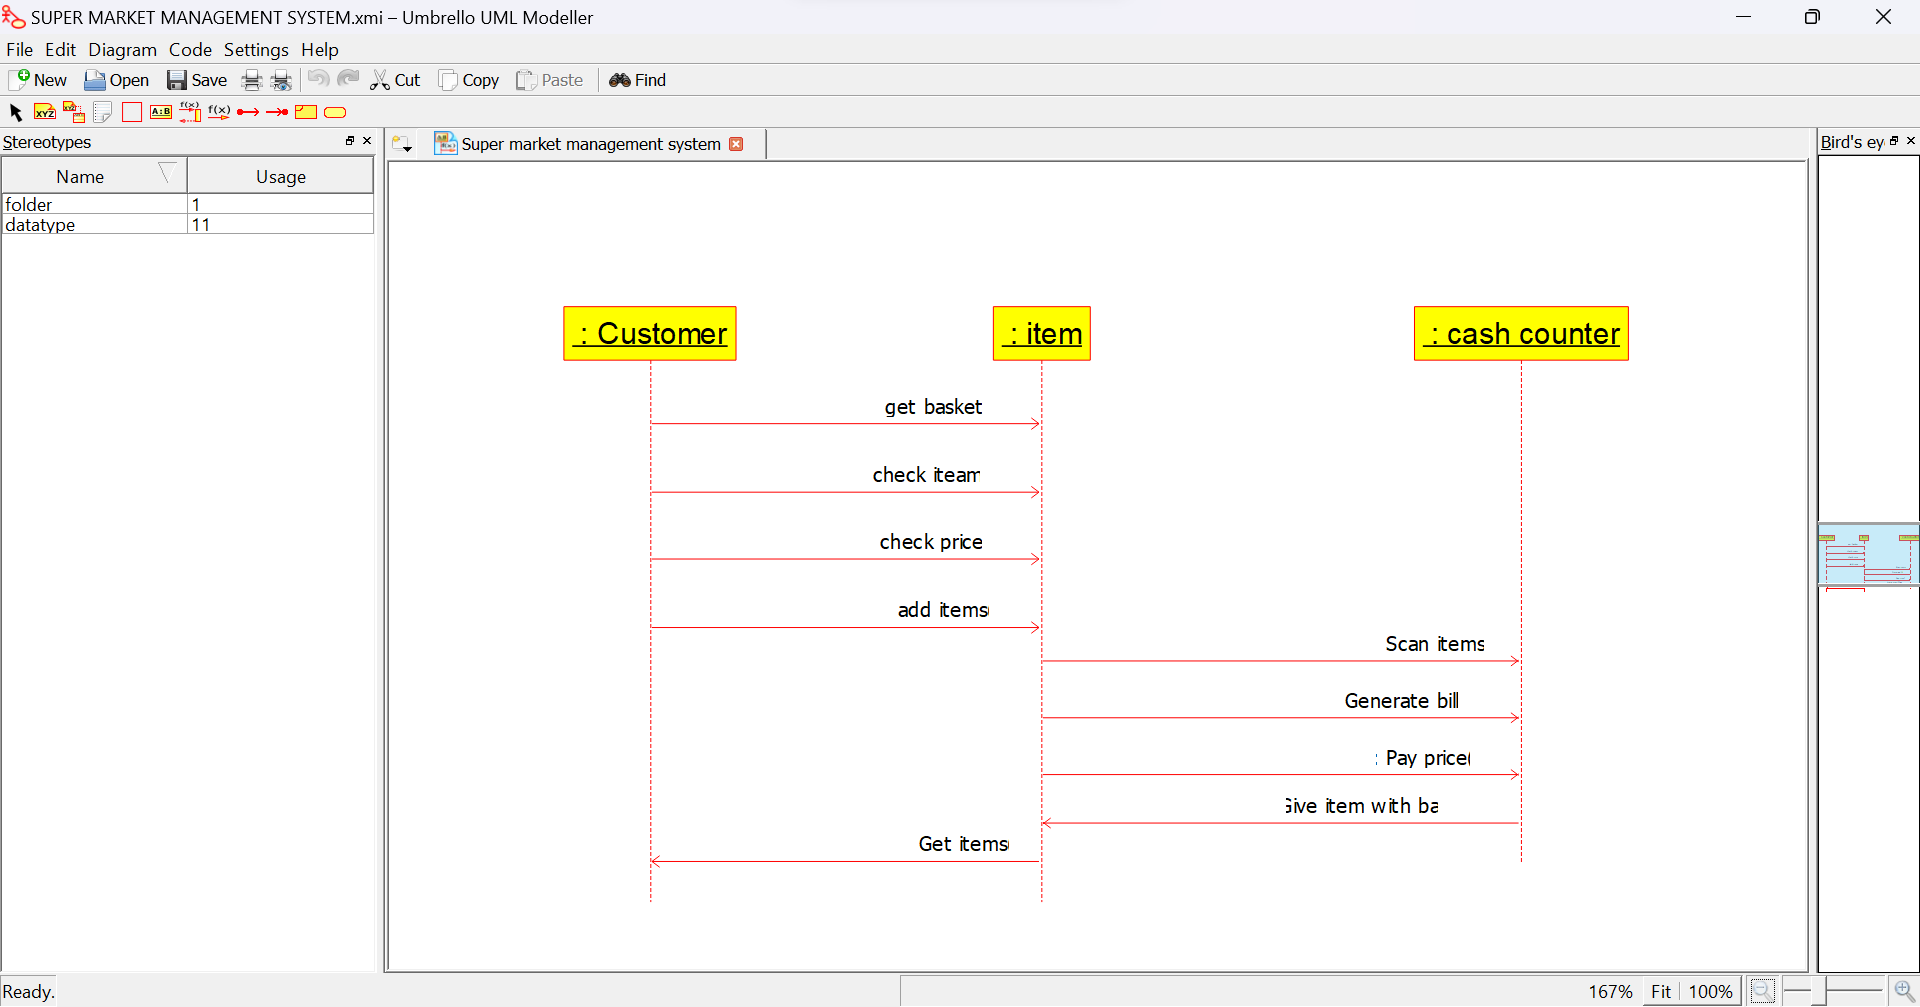 SUPER MARKET MANAGEMENT SYSTEM.xmi – Umbrello UML Modeller
File Edit Diagram Code Settings Help
New Open Save Cut Copy Paste Find
XYZ XYZ A:B f(x) f(x)
Stereotypes
Super market management system
Bird's ey
Name Usage
folder 1
datatype 11
: Customer
: item
: cash counter
get basket
check itearr
check price
add items(
Scan items
Generate bill
: Pay price(
Give item with ba
Get items(
Ready.
167% Fit 100%